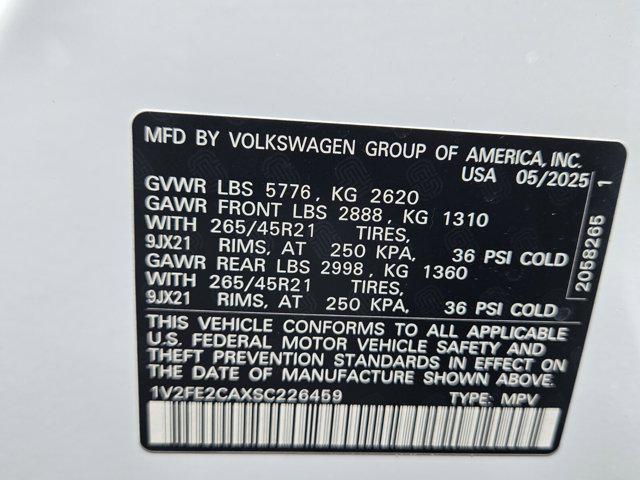 MFD BY VOLKSWAGEN GROUP OF AMERICA, INC.
USA 05/2025
GVWR LBS 5776, KG 2620
GAWR FRONT LBS 2888, KG 1310
WITH 265/45R21 TIRES,
9JX21 RIMS, AT 250 KPA, 36 PSI COLD
GAWR REAR LBS 2998, KG 1360
WITH 265/45R21 TIRES,
9JX21 RIMS, AT 250 KPA, 36 PSI COLD
THIS VEHICLE CONFORMS TO ALL APPLICABLE
U.S. FEDERAL MOTOR VEHICLE SAFETY AND
THEFT PREVENTION STANDARDS IN EFFECT ON
THE DATE OF MANUFACTURE SHOWN ABOVE.
1V2FE2CAXSC226459 TYPE: MPV
2058265 1